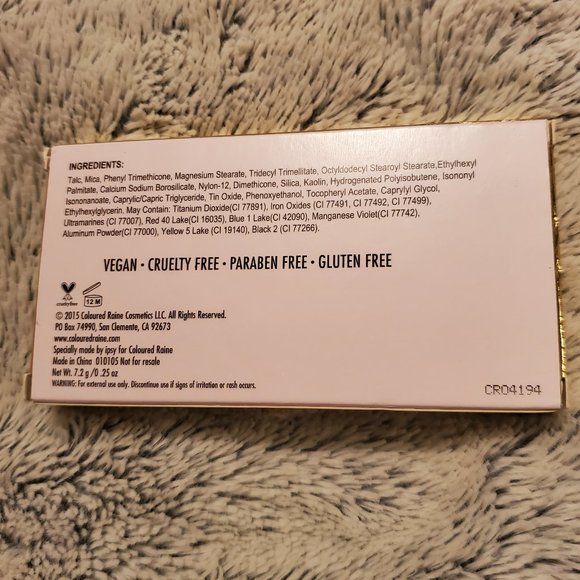 INGREDIENTS:
Talc, Mica, Phenyl Trimethicone, Magnesium Stearate, Tridecyl Trimellitate, Octyldodecyl Stearoyl Stearate,Ethylhexyl
Palmitate, Calcium Sodium Borosilicate, Nylon-12, Dimethicone, Silica, Kaolin, Hydrogenated Polyisobutene, Isononyl
Isononanoate, Caprylic/Capric Triglyceride, Tin Oxide, Phenoxyethanol, Tocopheryl Acetate, Caprylyl Glycol,
Ethylhexylglycerin. May Contain: Titanium Dioxide(CI 77891), Iron Oxides (CI 77491, CI 77492, CI 77499),
Ultramarines (CI 77007), Red 40 Lake(CI 16035), Blue 1 Lake(CI 42090), Manganese Violet(CI 77742),
Aluminum Powder(CI 77000), Yellow 5 Lake (CI 19140), Black 2 (CI 77266).
VEGAN · CRUELTY FREE · PARABEN FREE · GLUTEN FREE
crueltyfree
12 M
© 2015 Coloured Raine Cosmetics LLC. All Rights Reserved.
PO Box 74990, San Clemente, CA 92673
www.colouredraine.com
Specially made by ipsy for Coloured Raine
Made in China 010105 Not for resale
Net Wt. 7.2 g / 0 .25 oz
WARNING: For external use only. Discontinue use if signs of irritation or rash occurs.
CR04194